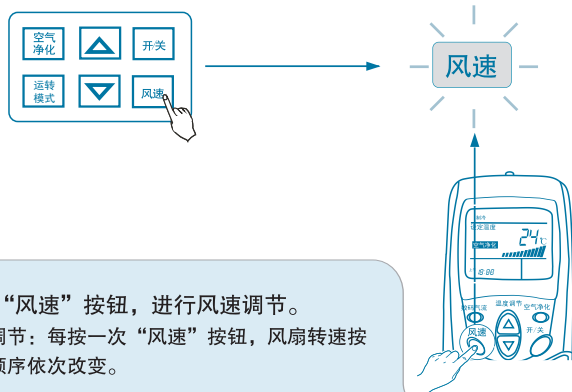 空气
净化
开/关
运转
模式
风速
风速
制冷
设定温度
24℃
空气净化
16:00
温度调节
空气净化
风速
开/关
“风速”按钮，进行风速调节。
调节：每按一次“风速”按钮，风扇转速按
顺序依次改变。